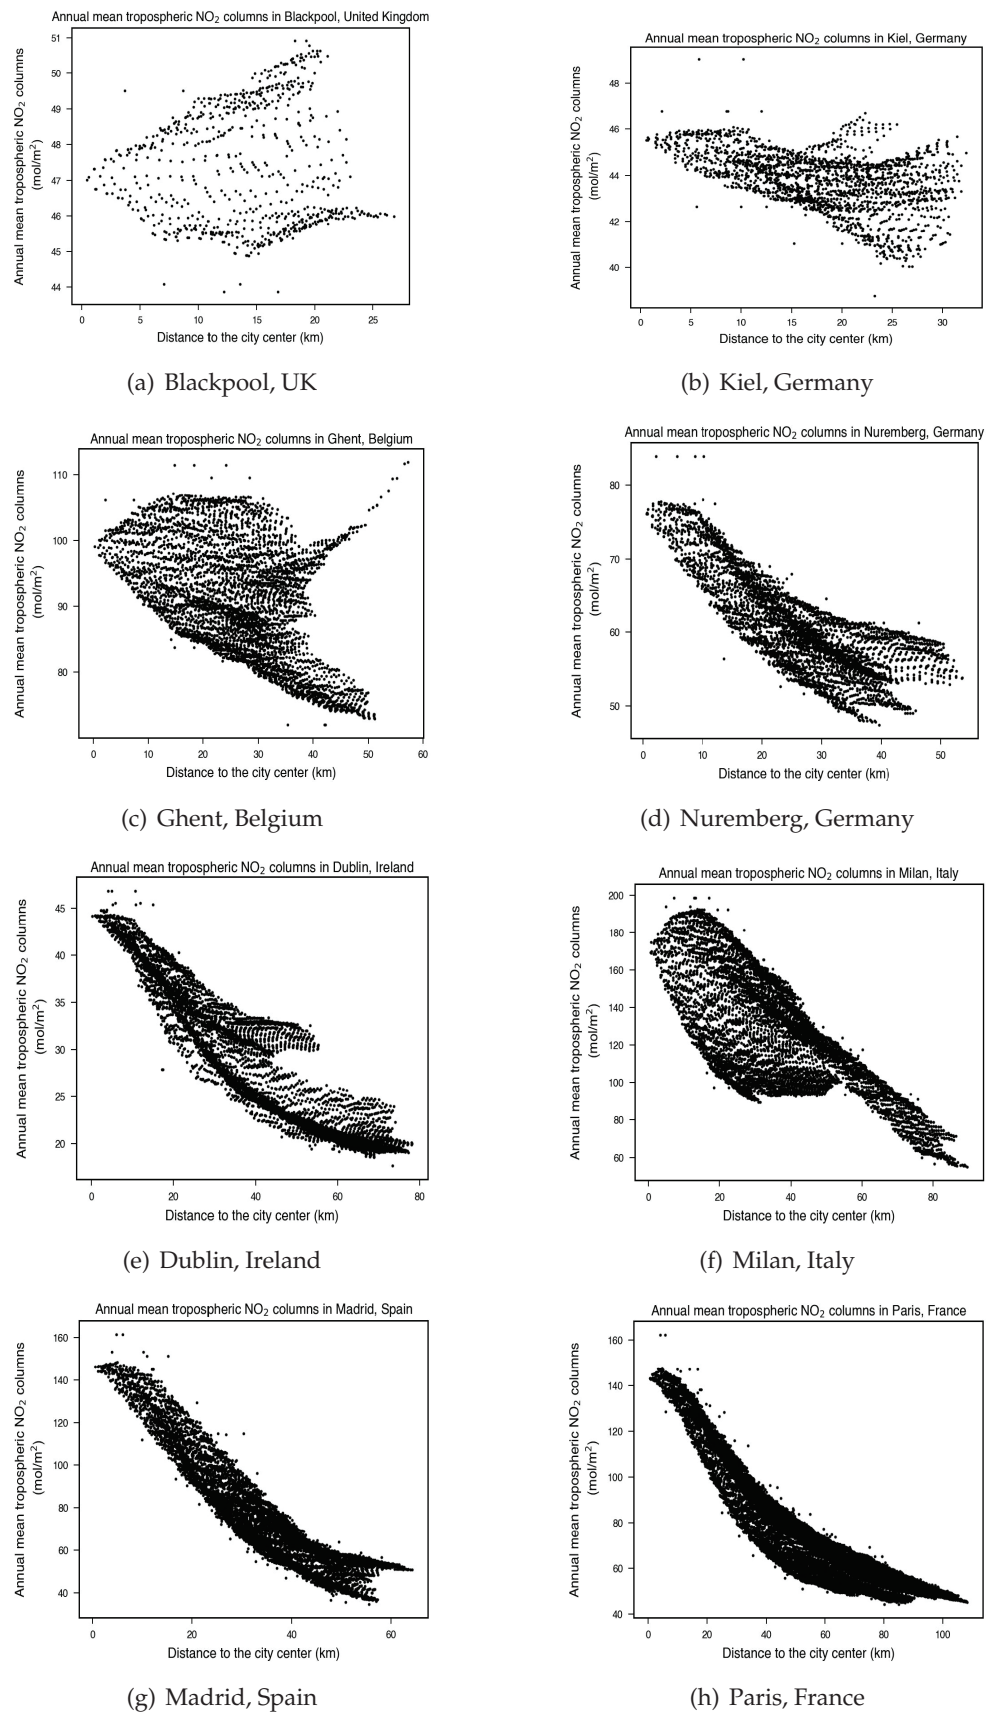 Annual mean tropospheric NO2 columns in Blackpool, United Kingdom
Annual mean tropospheric NO2 columns
(mol/m2)
51
50
49
48
47
46
45
44
0 5 10 15 20 25
Distance to the city center (km)
(a) Blackpool, UK
Annual mean tropospheric NO2 columns in Kiel, Germany
Annual mean tropospheric NO2 columns
(mol/m2)
48
46
44
42
40
0 5 10 15 20 25 30
Distance to the city center (km)
(b) Kiel, Germany
Annual mean tropospheric NO2 columns in Ghent, Belgium
Annual mean tropospheric NO2 columns
(mol/m2)
110
100
90
80
0 10 20 30 40 50 60
Distance to the city center (km)
(c) Ghent, Belgium
Annual mean tropospheric NO2 columns in Nuremberg, Germany
Annual mean tropospheric NO2 columns
(mol/m2)
80
70
60
50
0 10 20 30 40 50
Distance to the city center (km)
(d) Nuremberg, Germany
Annual mean tropospheric NO2 columns in Dublin, Ireland
Annual mean tropospheric NO2 columns
(mol/m2)
45
40
35
30
25
20
0 20 40 60 80
Distance to the city center (km)
(e) Dublin, Ireland
Annual mean tropospheric NO2 columns in Milan, Italy
Annual mean tropospheric NO2 columns
(mol/m2)
200
180
160
140
120
100
80
60
0 20 40 60 80
Distance to the city center (km)
(f) Milan, Italy
Annual mean tropospheric NO2 columns in Madrid, Spain
Annual mean tropospheric NO2 columns
(mol/m2)
160
140
120
100
80
60
40
0 20 40 60
Distance to the city center (km)
(g) Madrid, Spain
Annual mean tropospheric NO2 columns in Paris, France
Annual mean tropospheric NO2 columns
(mol/m2)
160
140
120
100
80
60
40
0 20 40 60 80 100
Distance to the city center (km)
(h) Paris, France